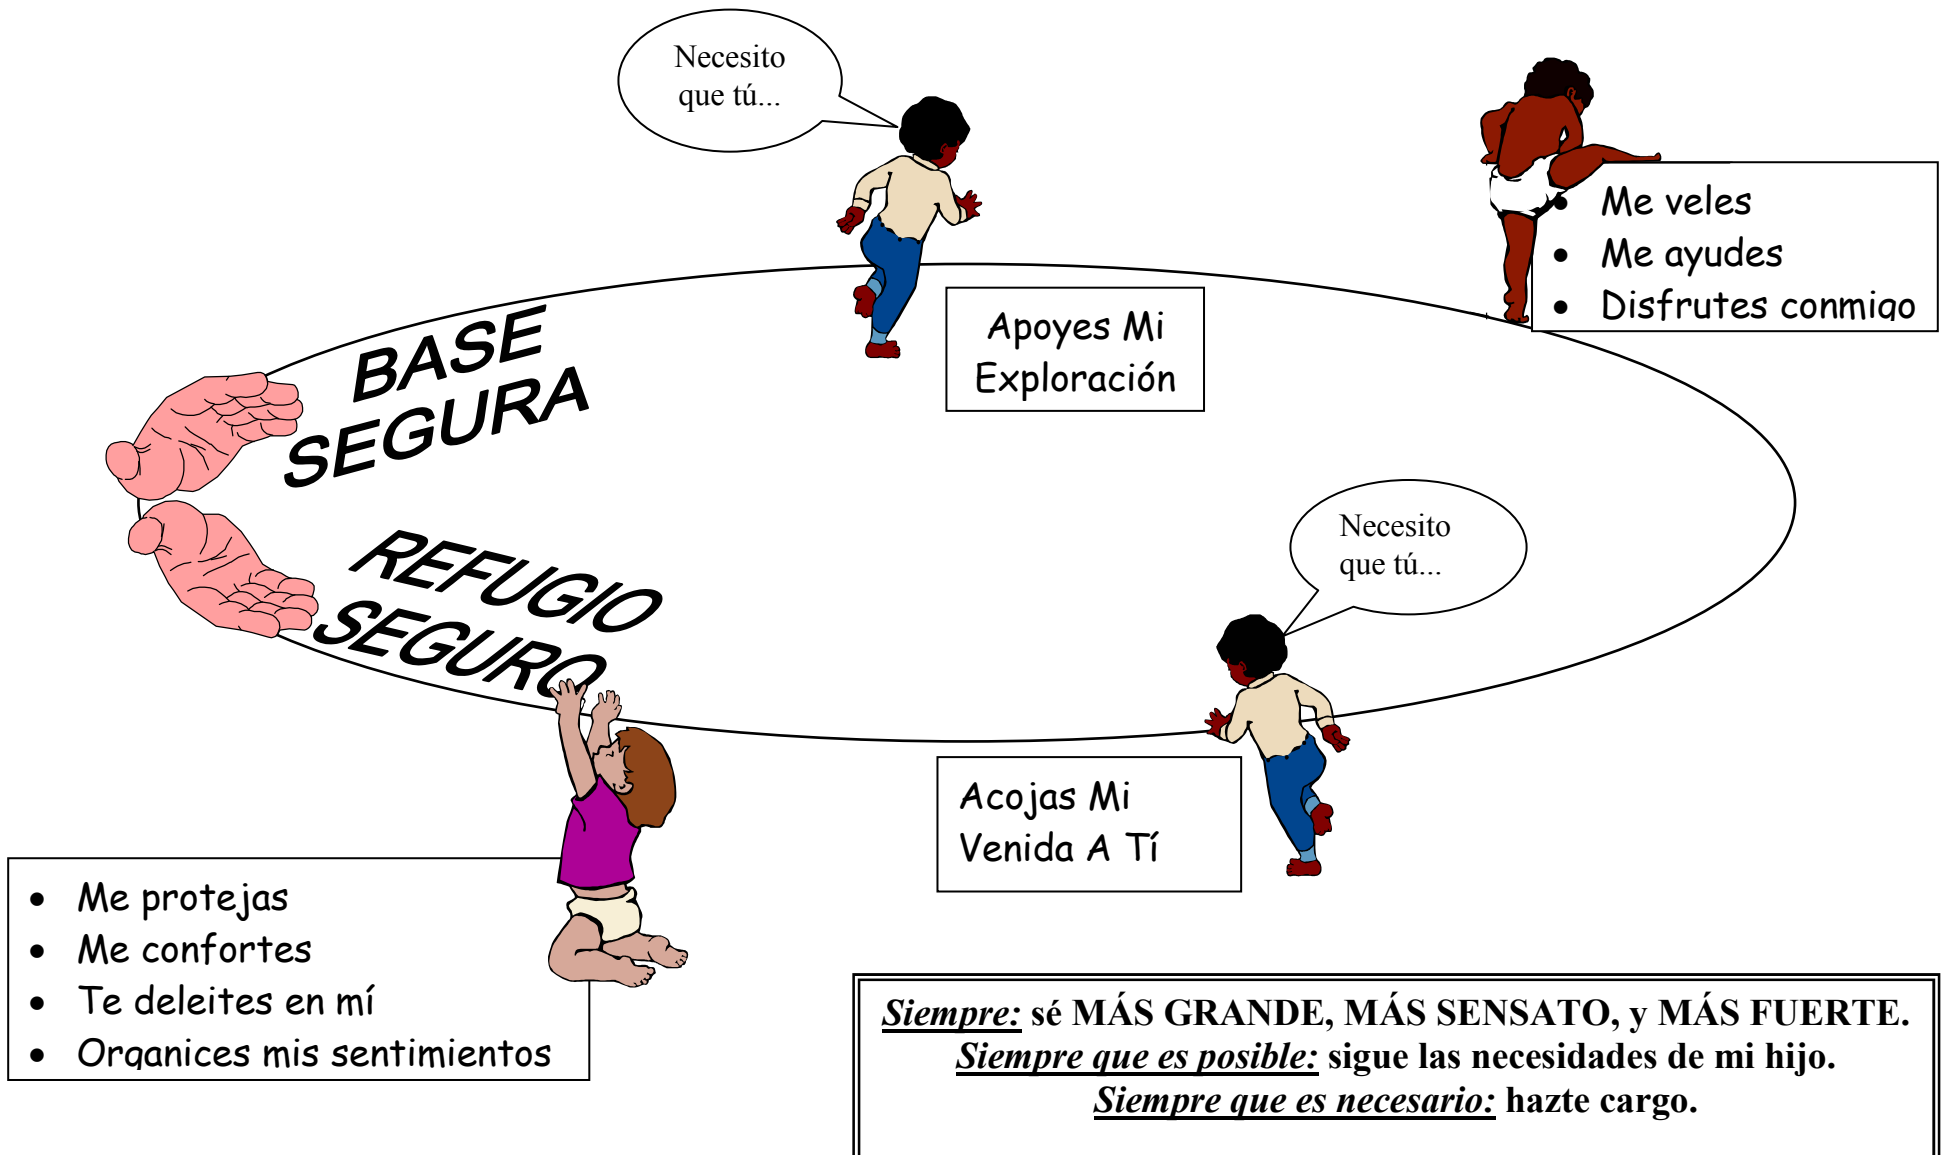 Necesito
que tú...
Me veles
Me ayudes
Disfrutes conmigo
BASE
SEGURA
Apoyes Mi
Exploración
REFUGIO
SEGURO
Necesito
que tú...
Acojas Mi
Venida A Tí
Me protejas
Me confortes
Te deleites en mí
Organices mis sentimientos
Siempre: sé MÁS GRANDE, MÁS SENSATO, y MÁS FUERTE.
Siempre que es posible: sigue las necesidades de mi hijo.
Siempre que es necesario: hazte cargo.